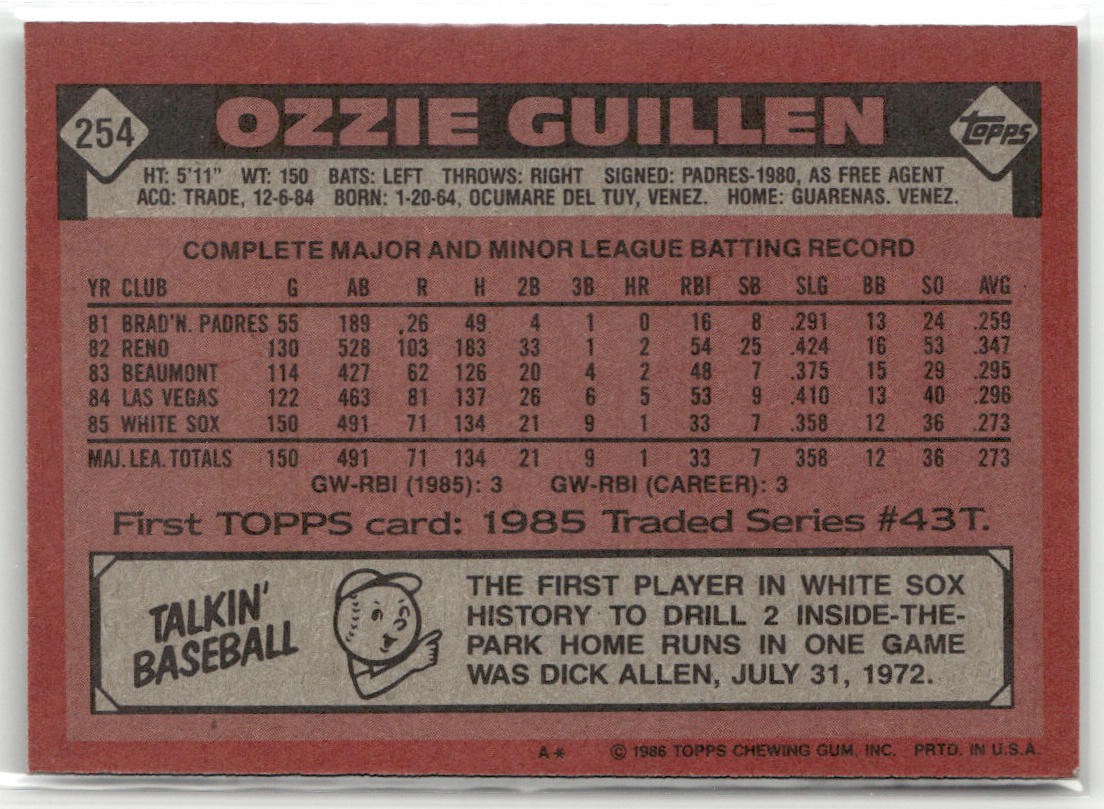 254 OZZIE GUILLEN TOPPS
HT: 5'11" WT: 150 BATS: LEFT THROWS: RIGHT SIGNED: PADRES-1980, AS FREE AGENT
ACQ: TRADE, 12-6-84 BORN: 1-20-64, OCUMARE DEL TUY, VENEZ. HOME: GUARENAS. VENEZ.
COMPLETE MAJOR AND MINOR LEAGUE BATTING RECORD
YR CLUB G AB R H 2B 3B HR RBI SB SLG BB SO AVG
81 BRAD'N. PADRES 55 189 26 49 4 1 0 16 8 .291 13 24 .259
82 RENO 130 528 103 183 33 1 2 54 25 .424 16 53 .347
83 BEAUMONT 114 427 62 126 20 4 2 48 7 .375 15 29 .295
84 LAS VEGAS 122 463 81 137 26 6 5 53 9 .410 13 40 .296
85 WHITE SOX 150 491 71 134 21 9 1 33 7 .358 12 36 .273
MAJ. LEA. TOTALS 150 491 71 134 21 9 1 33 7 358 12 36 273
GW-RBI (1985): 3 GW-RBI (CAREER): 3
First TOPPS card: 1985 Traded Series #43T.
TALKIN'
BASEBALL
THE FIRST PLAYER IN WHITE SOX
HISTORY TO DRILL 2 INSIDE-THE-
PARK HOME RUNS IN ONE GAME
WAS DICK ALLEN, JULY 31, 1972.
A* © 1986 TOPPS CHEWING GUM, INC. PRTD. IN U.S.A.